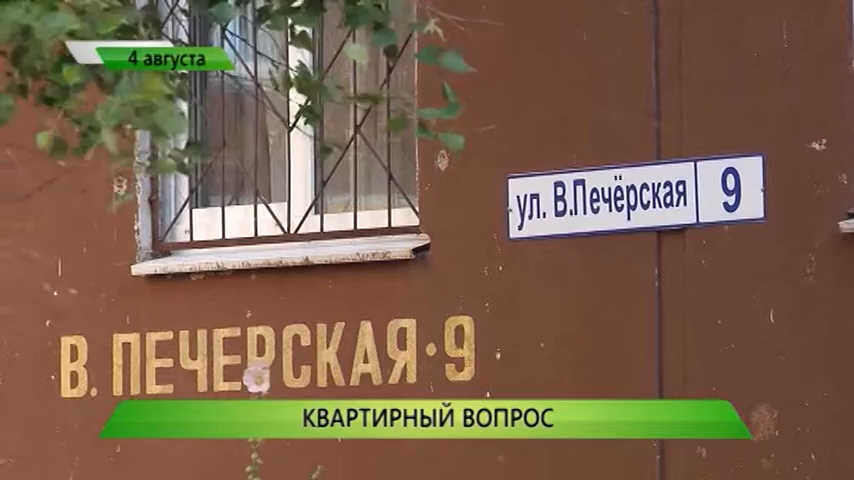 4 августа
ул. В.Печёрская 9
В. ПЕЧЕРСКАЯ·9
КВАРТИРНЫЙ ВОПРОС